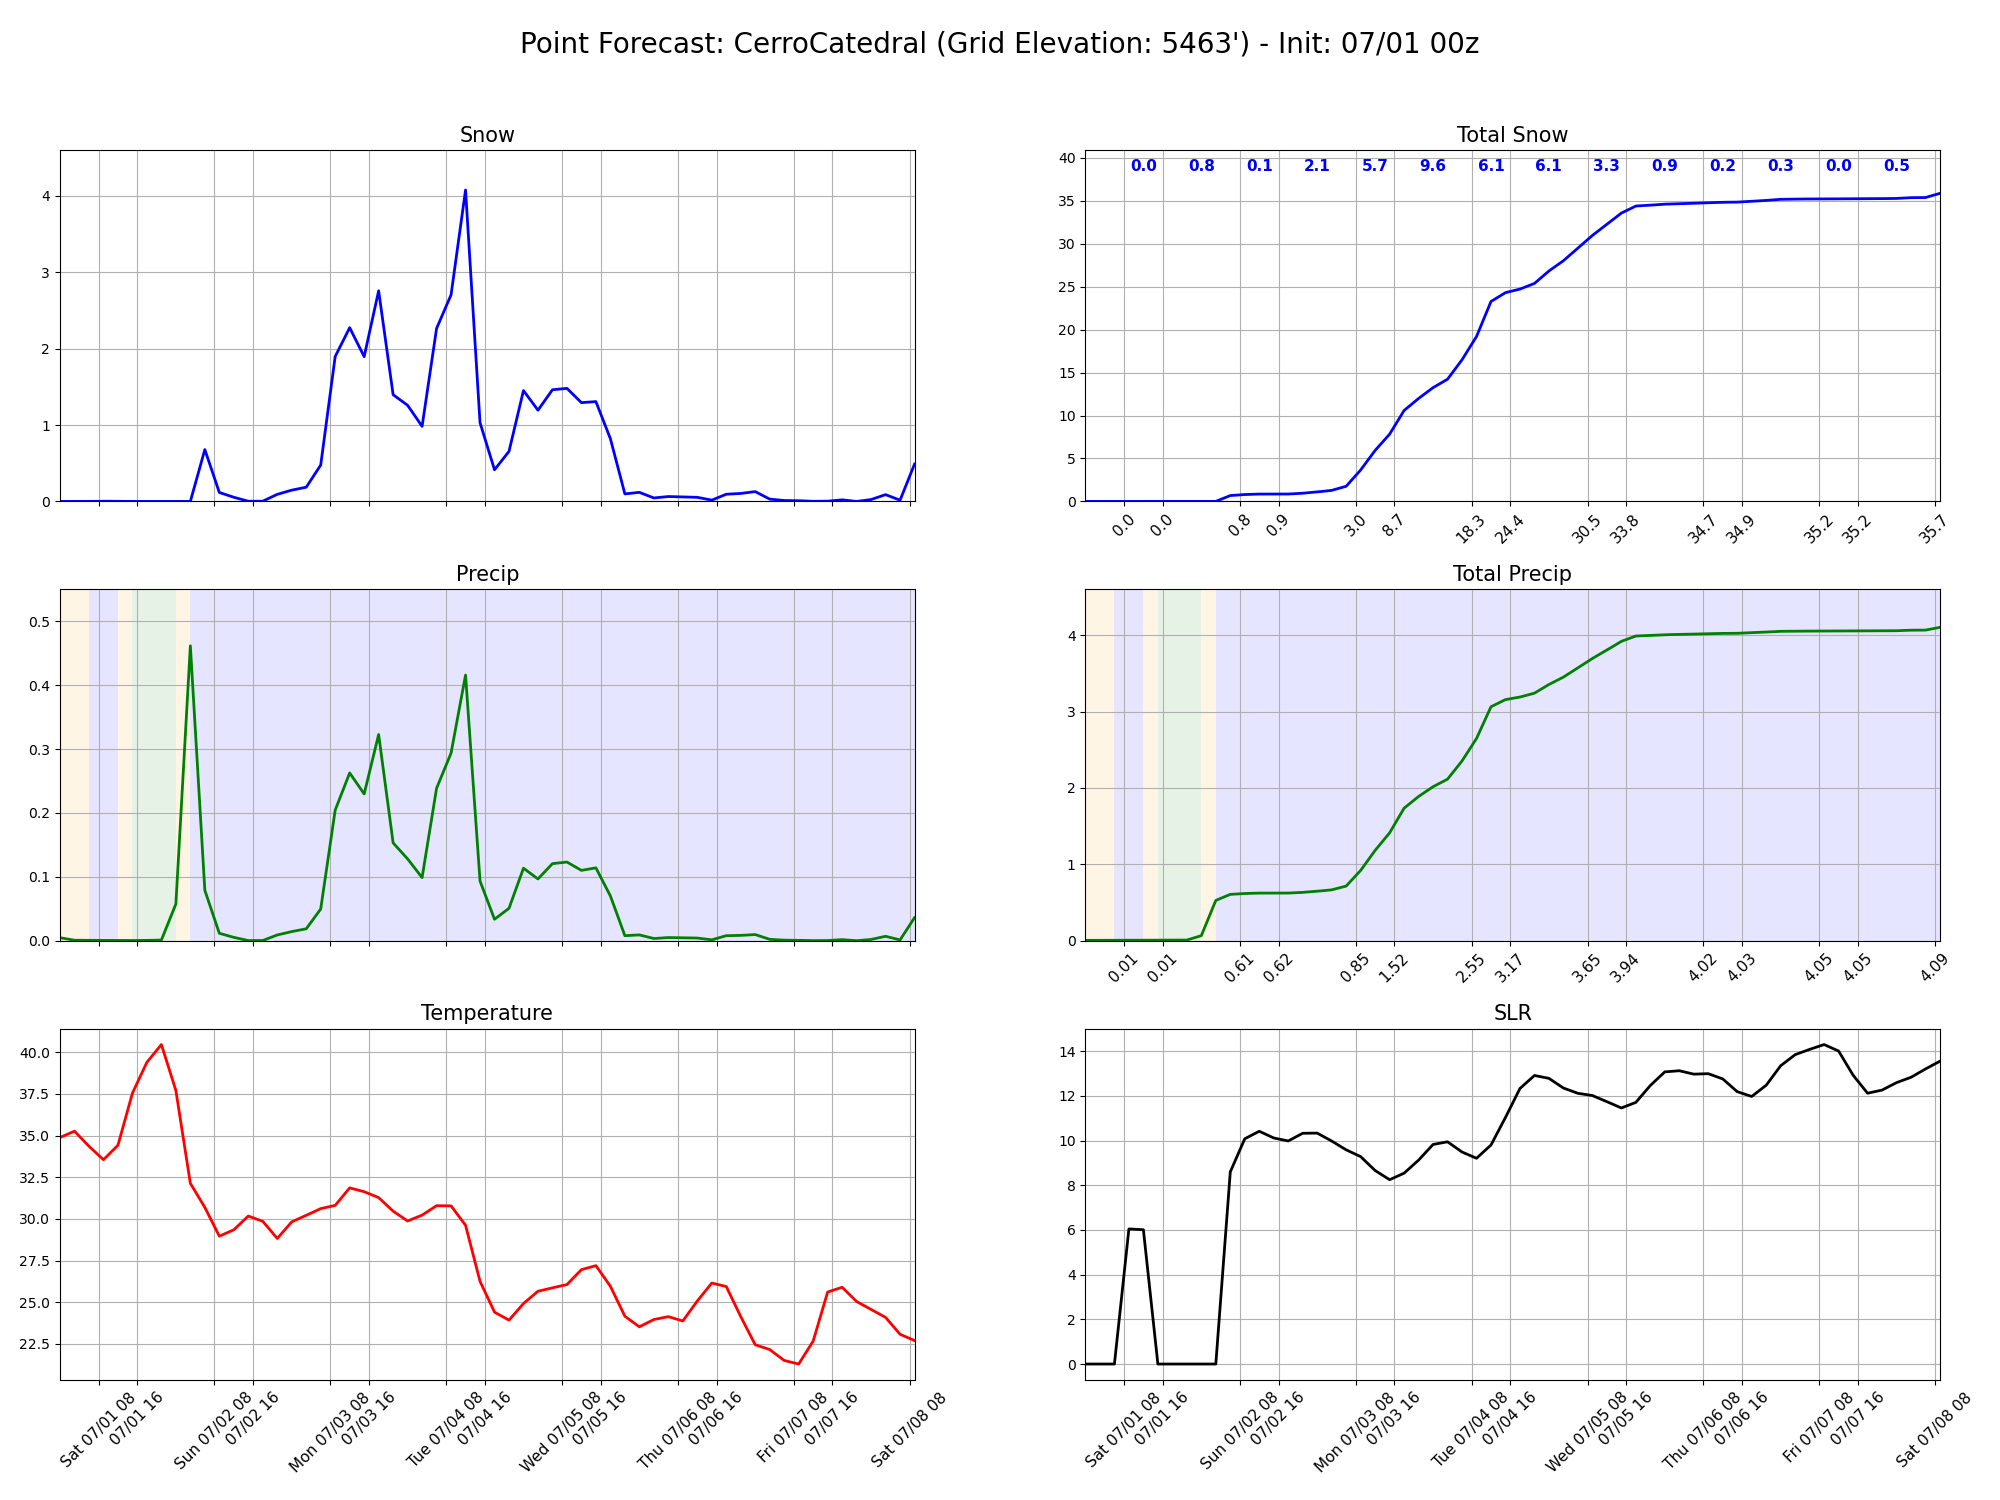 Point Forecast: CerroCatedral (Grid Elevation: 5463') - Init: 07/01 00z
Snow
4
3
2
1
0
Total Snow
40
35
30
25
20
15
10
5
0
0.0 0.8 0.1 2.1 5.7 9.6 6.1 6.1 3.3 0.9 0.2 0.3 0.0 0.5
0.0 0.0 0.8 0.9 3.0 8.7 18.3 24.4 30.5 33.8 34.7 34.9 35.2 35.2 35.7
Precip
0.5
0.4
0.3
0.2
0.1
0.0
Total Precip
4
3
2
1
0
0.01 0.01 0.61 0.62 0.85 1.52 2.55 3.17 3.65 3.94 4.02 4.03 4.05 4.05 4.09
Temperature
40.0
37.5
35.0
32.5
30.0
27.5
25.0
22.5
Sat 07/01 08
07/01 16
Sun 07/02 08
07/02 16
Mon 07/03 08
07/03 16
Tue 07/04 08
07/04 16
Wed 07/05 08
07/05 16
Thu 07/06 08
07/06 16
Fri 07/07 08
07/07 16
Sat 07/08 08
SLR
14
12
10
8
6
4
2
0
Sat 07/01 08
07/01 16
Sun 07/02 08
07/02 16
Mon 07/03 08
07/03 16
Tue 07/04 08
07/04 16
Wed 07/05 08
07/05 16
Thu 07/06 08
07/06 16
Fri 07/07 08
07/07 16
Sat 07/08 08